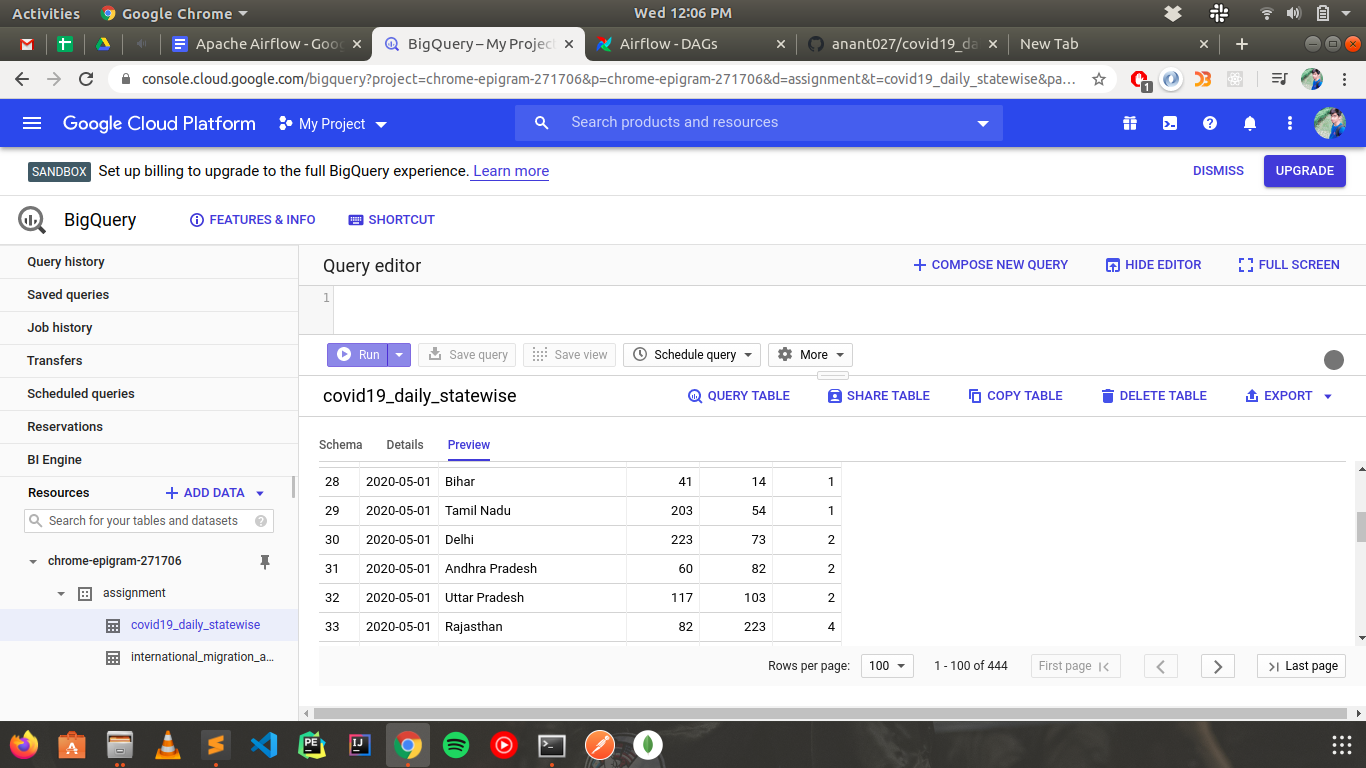 Activities Google Chrome Wed 12:06 PM
Apache Airflow - Goog BigQuery – My Project Airflow - DAGs anant027/covid19_da New Tab
console.cloud.google.com/bigquery?project=chrome-epigram-271706&p=chrome-epigram-271706&d=assignment&t=covid19_daily_statewise&pa… 1
Google Cloud Platform My Project Search products and resources
SANDBOX Set up billing to upgrade to the full BigQuery experience. Learn more DISMISS UPGRADE
BigQuery FEATURES & INFO SHORTCUT
Query history
Saved queries
Job history
Transfers
Scheduled queries
Reservations
BI Engine
Resources ADD DATA
Search for your tables and datasets
chrome-epigram-271706
assignment
covid19_daily_statewise
international_migration_a...
Query editor COMPOSE NEW QUERY HIDE EDITOR FULL SCREEN
1
Run Save query Save view Schedule query More
covid19_daily_statewise QUERY TABLE SHARE TABLE COPY TABLE DELETE TABLE EXPORT
Schema Details Preview
28 2020-05-01 Bihar 41 14 1
29 2020-05-01 Tamil Nadu 203 54 1
30 2020-05-01 Delhi 223 73 2
31 2020-05-01 Andhra Pradesh 60 82 2
32 2020-05-01 Uttar Pradesh 117 103 2
33 2020-05-01 Rajasthan 82 223 4
Rows per page: 100 1 - 100 of 444 First page Last page